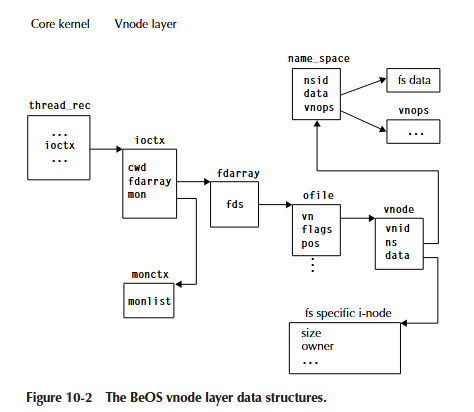 Core kernel Vnode layer
name_space
nsid
data
vnops
fs data
vnops
...
thread_rec
...
ioctx
...
ioctx
cwd
fdarray
mon
fdarray
fds
ofile
vn
flags
pos
...
vnode
vnid
ns
data
monctx
monlist
fs specific i-node
size
owner
...
Figure 10-2 The BeOS vnode layer data structures.